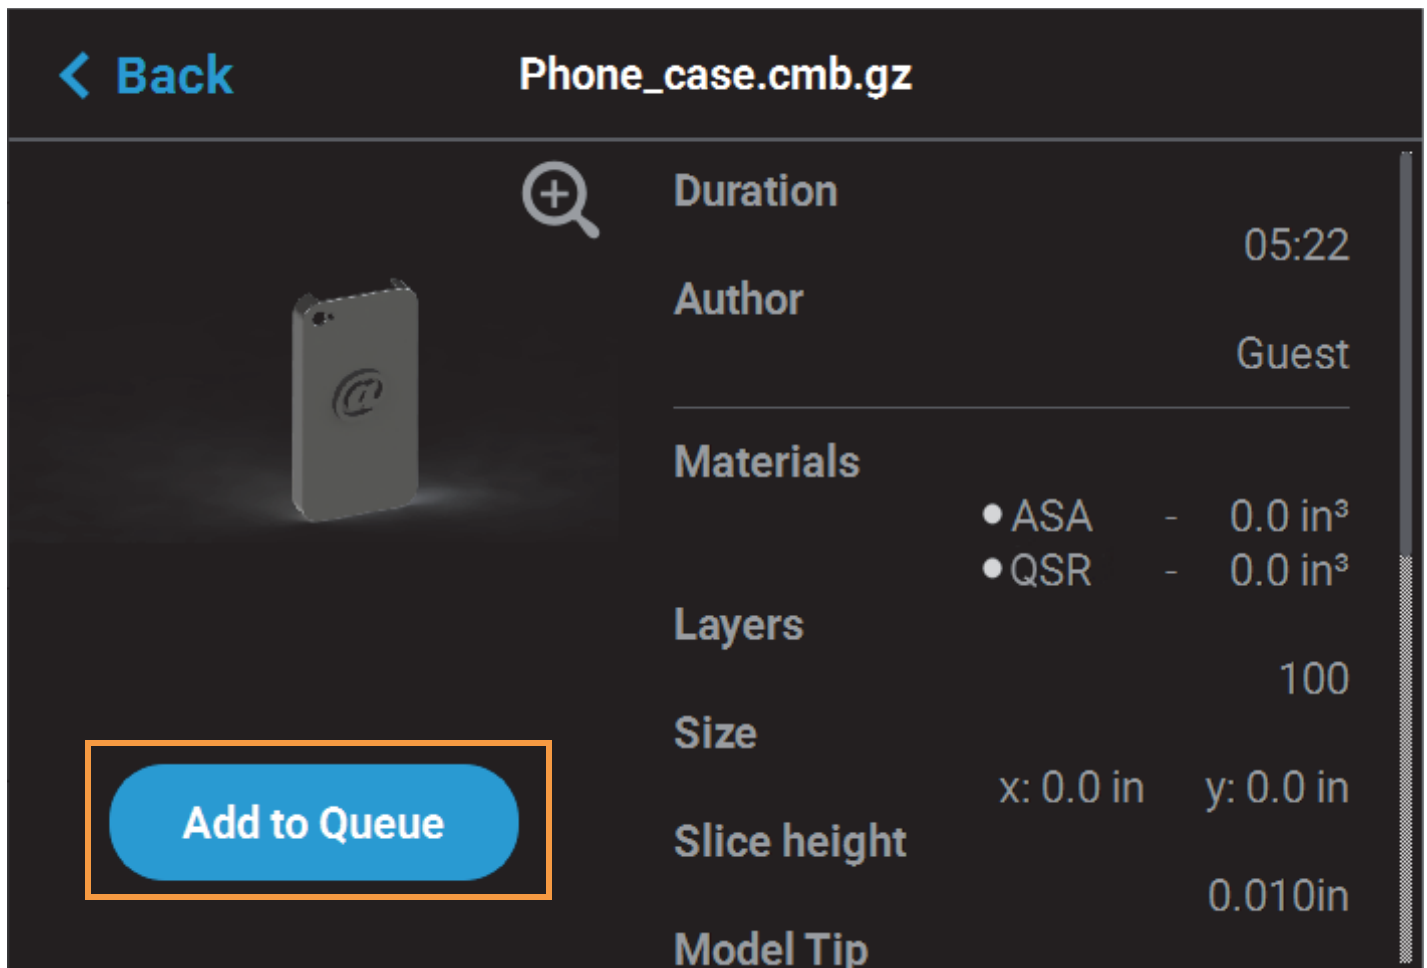 Back
Phone_case.cmb.gz
Duration
05:22
Author
Guest
Materials
ASA - 0.0 in³
QSR - 0.0 in³
Layers
100
Size
x: 0.0 in y: 0.0 in
Slice height
0.010in
Model Tip
@
Add to Queue